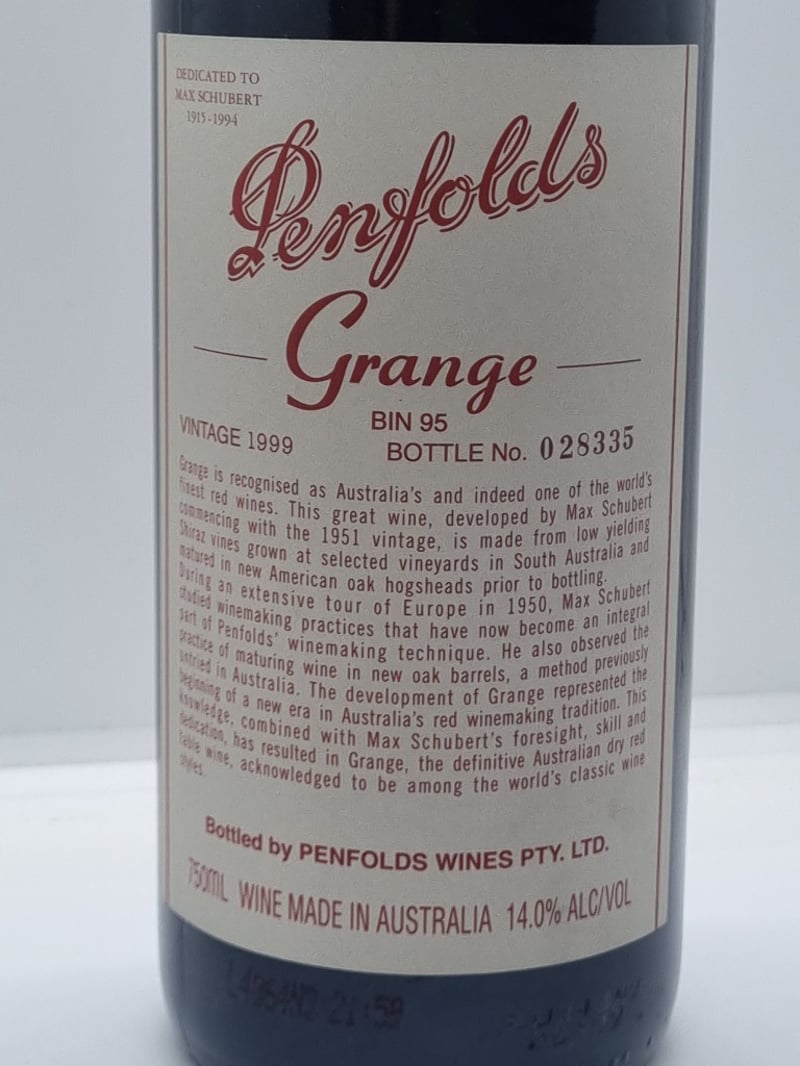 DEDICATED TO
MAX SCHUBERT
1915-1994
Penfolds
Grange
BIN 95
VINTAGE 1999
BOTTLE No. 028335
Grange is recognised as Australia's and indeed one of the world's
finest red wines. This great wine, developed by Max Schubert
commencing with the 1951 vintage, is made from low yielding
Shiraz vines grown at selected vineyards in South Australia and
matured in new American oak hogsheads prior to bottling.
During an extensive tour of Europe in 1950, Max Schubert
studied winemaking practices that have now become an integral
part of Penfolds' winemaking technique. He also observed the
practice of maturing wine in new oak barrels, a method previously
untried in Australia. The development of Grange represented the
beginning of a new era in Australia's red winemaking tradition. This
knowledge, combined with Max Schubert's foresight, skill and
dedication, has resulted in Grange, the definitive Australian dry red
table wine, acknowledged to be among the world's classic wine
styles.
Bottled by PENFOLDS WINES PTY. LTD.
750ML WINE MADE IN AUSTRALIA 14.0% ALC/VOL
21:59